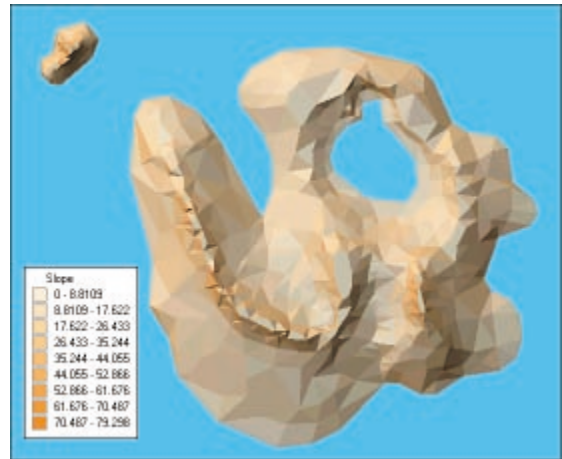 Slope
0 - 8.8109
8.8109 - 17.622
17.622 - 26.433
26.433 - 35.244
35.244 - 44.055
44.055 - 52.866
52.866 - 61.676
61.676 - 70.487
70.487 - 79.298